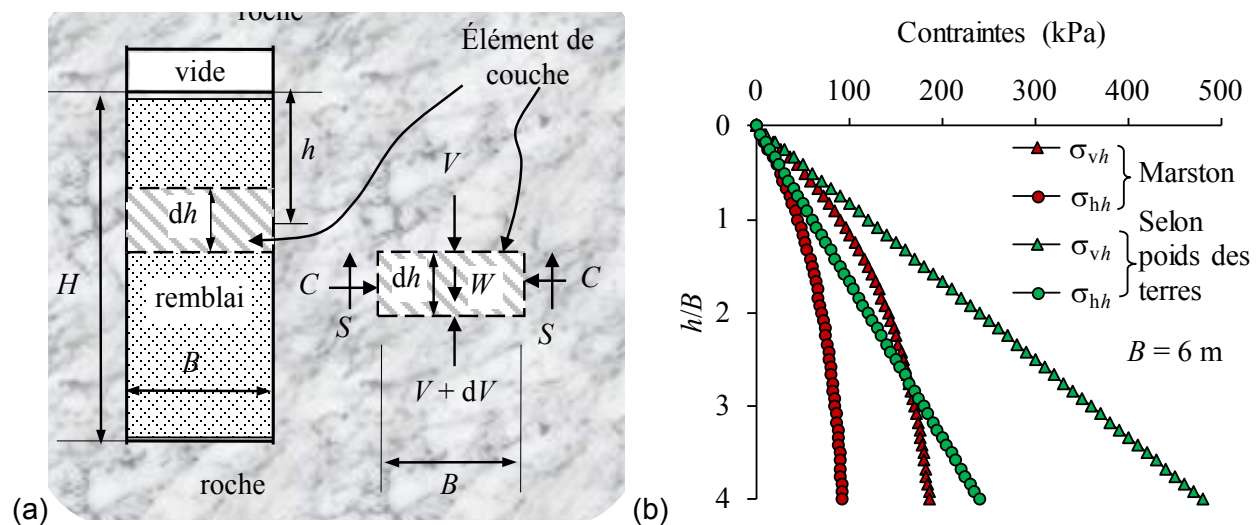 roche
vide
Élément de
couche
h
V
dh
H
C
dh
W
C
S
S
remblai
B
V + dV
roche
B
(a)
Contraintes (kPa)
0 100 200 300 400 500
0
1
2
3
4
h/B
σvh
σhh
Marston
Selon
poids des
terres
σvh
σhh
B = 6 m
(b)